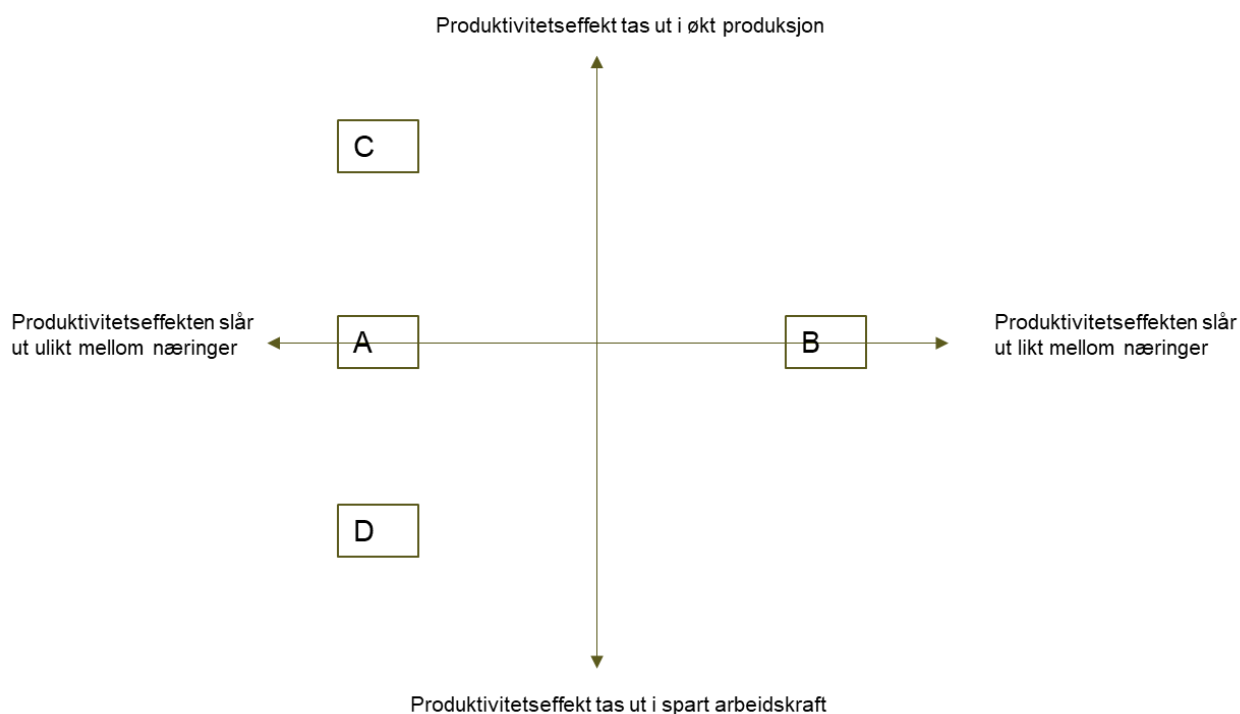 Produktivitetseffekt tas ut i økt produksjon
C
Produktivitetseffekten slår
ut ulikt mellom næringer
A
B
Produktivitetseffekten slår
ut likt mellom næringer
D
Produktivitetseffekt tas ut i spart arbeidskraft